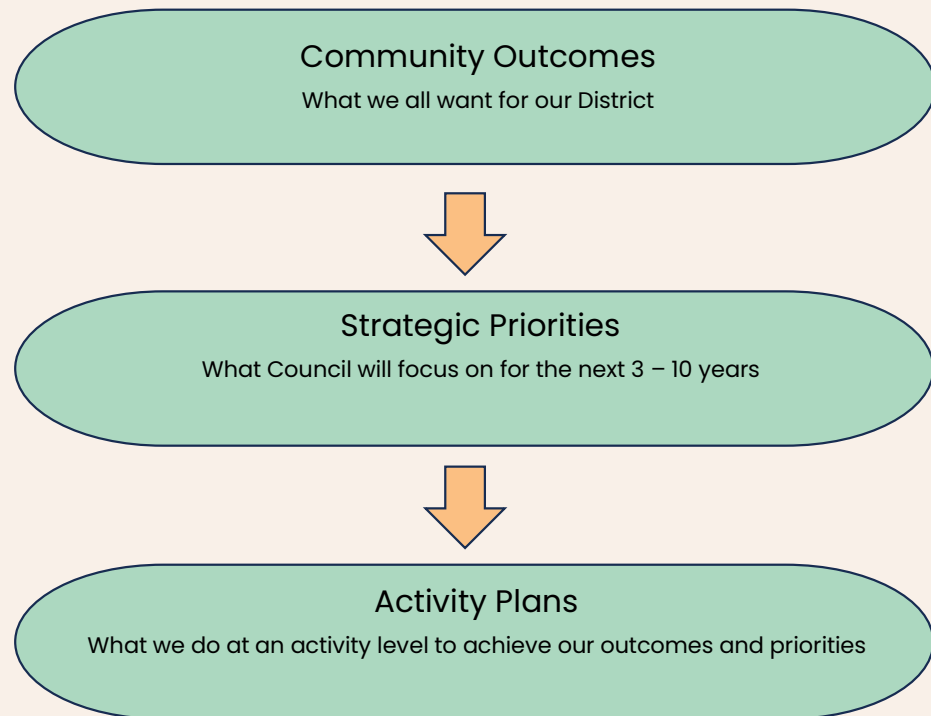 Community Outcomes
What we all want for our District
Strategic Priorities
What Council will focus on for the next 3 – 10 years
Activity Plans
What we do at an activity level to achieve our outcomes and priorities